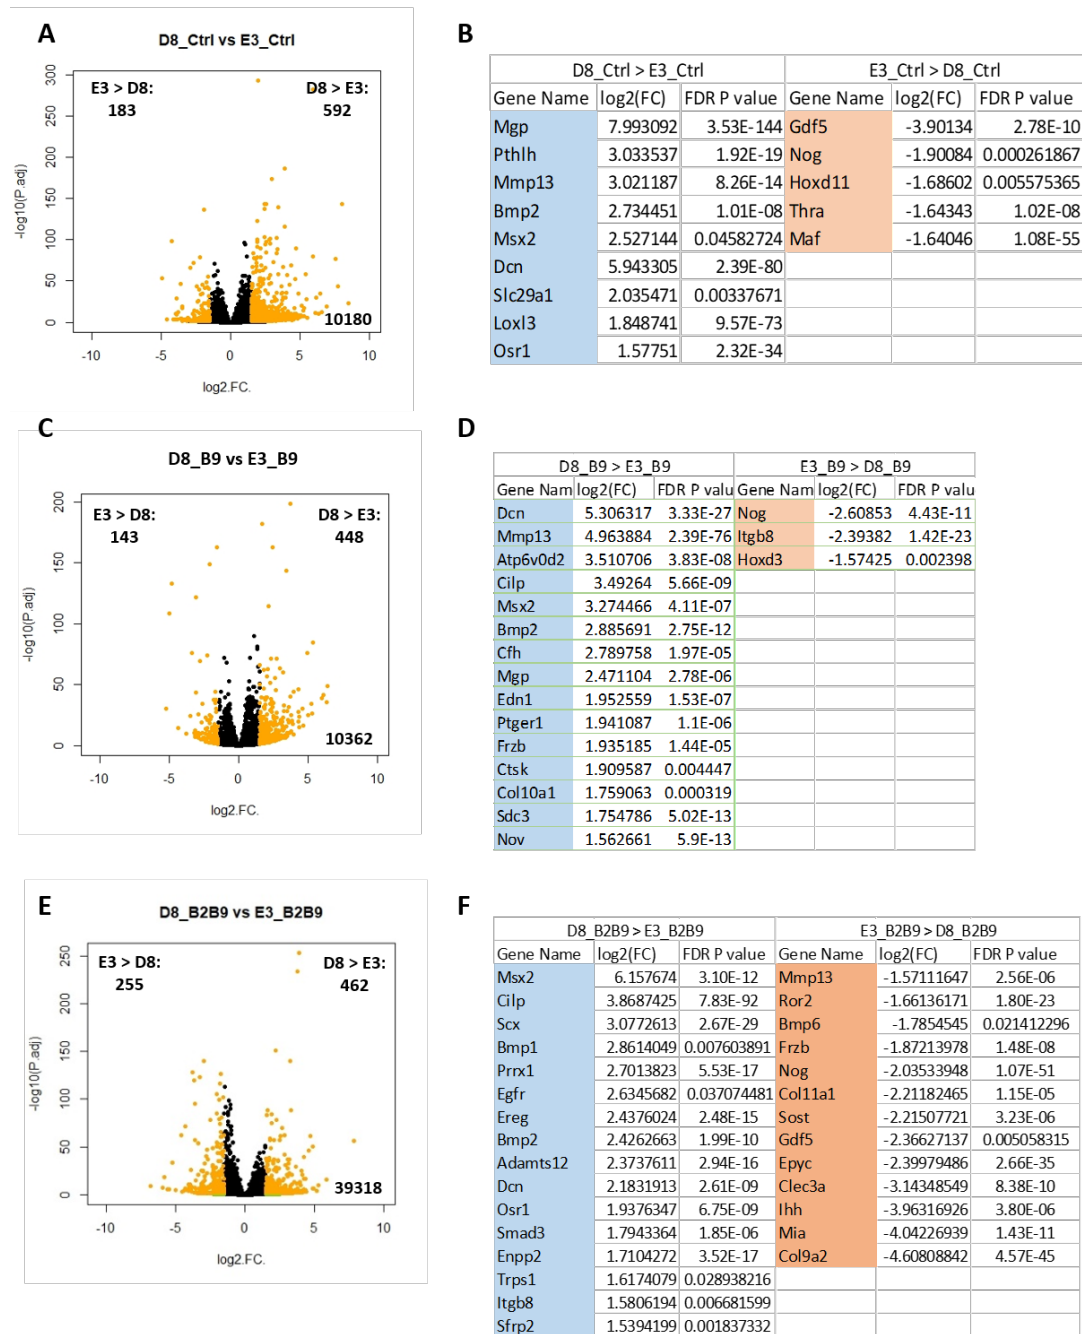 A
D8_Ctrl vs E3_Ctrl
E3 > D8:
183
D8 > E3:
592
300
250
200
150
100
50
0
-log10(P.adj)
10180
-10 -5 0 5 10
log2.FC.
B
D8_Ctrl > E3_Ctrl E3_Ctrl > D8_Ctrl
Gene Name log2(FC) FDR P value Gene Name log2(FC) FDR P value
Mgp 7.993092 3.53E-144 Gdf5 -3.90134 2.78E-10
Pthlh 3.033537 1.92E-19 Nog -1.90084 0.000261867
Mmp13 3.021187 8.26E-14 Hoxd11 -1.68602 0.005575365
Bmp2 2.734451 1.01E-08 Thra -1.64343 1.02E-08
Msx2 2.527144 0.04582724 Maf -1.64046 1.08E-55
Dcn 5.943305 2.39E-80
Slc29a1 2.035471 0.00337671
Loxl3 1.848741 9.57E-73
Osr1 1.57751 2.32E-34
C
D8_B9 vs E3_B9
E3 > D8:
143
D8 > E3:
448
200
150
100
50
0
-log10(P.adj)
10362
-10 -5 0 5 10
log2.FC.
D
D8_B9 > E3_B9 E3_B9 > D8_B9
Gene Nam log2(FC) FDR P valu Gene Nam log2(FC) FDR P valu
Dcn 5.306317 3.33E-27 Nog -2.60853 4.43E-11
Mmp13 4.963884 2.39E-76 Itgb8 -2.39382 1.42E-23
Atp6v0d2 3.510706 3.83E-08 Hoxd3 -1.57425 0.002398
Cilp 3.49264 5.66E-09
Msx2 3.274466 4.11E-07
Bmp2 2.885691 2.75E-12
Cfh 2.789758 1.97E-05
Mgp 2.471104 2.78E-06
Edn1 1.952559 1.53E-07
Ptger1 1.941087 1.1E-06
Frzb 1.935185 1.44E-05
Ctsk 1.909587 0.004447
Col10a1 1.759063 0.000319
Sdc3 1.754786 5.02E-13
Nov 1.562661 5.9E-13
E
D8_B2B9 vs E3_B2B9
E3 > D8:
255
D8 > E3:
462
250
200
150
100
50
0
-log10(P.adj)
39318
-10 -5 0 5 10
log2.FC.
F
D8_B2B9 > E3_B2B9 E3_B2B9 > D8_B2B9
Gene Name log2(FC) FDR P value Gene Name log2(FC) FDR P value
Msx2 6.157674 3.10E-12 Mmp13 -1.57111647 2.56E-06
Cilp 3.8687425 7.83E-92 Ror2 -1.66136171 1.80E-23
Scx 3.0772613 2.67E-29 Bmp6 -1.7854545 0.021412296
Bmp1 2.8614049 0.007603891 Frzb -1.87213978 1.48E-08
Prrx1 2.7013823 5.53E-17 Nog -2.03533948 1.07E-51
Egfr 2.6345682 0.037074481 Col11a1 -2.21182465 1.15E-05
Ereg 2.4376024 2.48E-15 Sost -2.21507721 3.23E-06
Bmp2 2.4262663 1.99E-10 Gdf5 -2.36627137 0.005058315
Adamts12 2.3737611 2.94E-16 Epyc -2.39979486 2.66E-35
Dcn 2.1831913 2.61E-09 Clec3a -3.14348549 8.38E-10
Osr1 1.9376347 6.75E-09 Ihh -3.96316926 3.80E-06
Smad3 1.7943364 1.85E-06 Mia -4.04226939 1.43E-11
Enpp2 1.7104272 3.52E-17 Col9a2 -4.60808842 4.57E-45
Trps1 1.6174079 0.028938216
Itgb8 1.5806194 0.006681599
Sfrp2 1.5394199 0.001837332